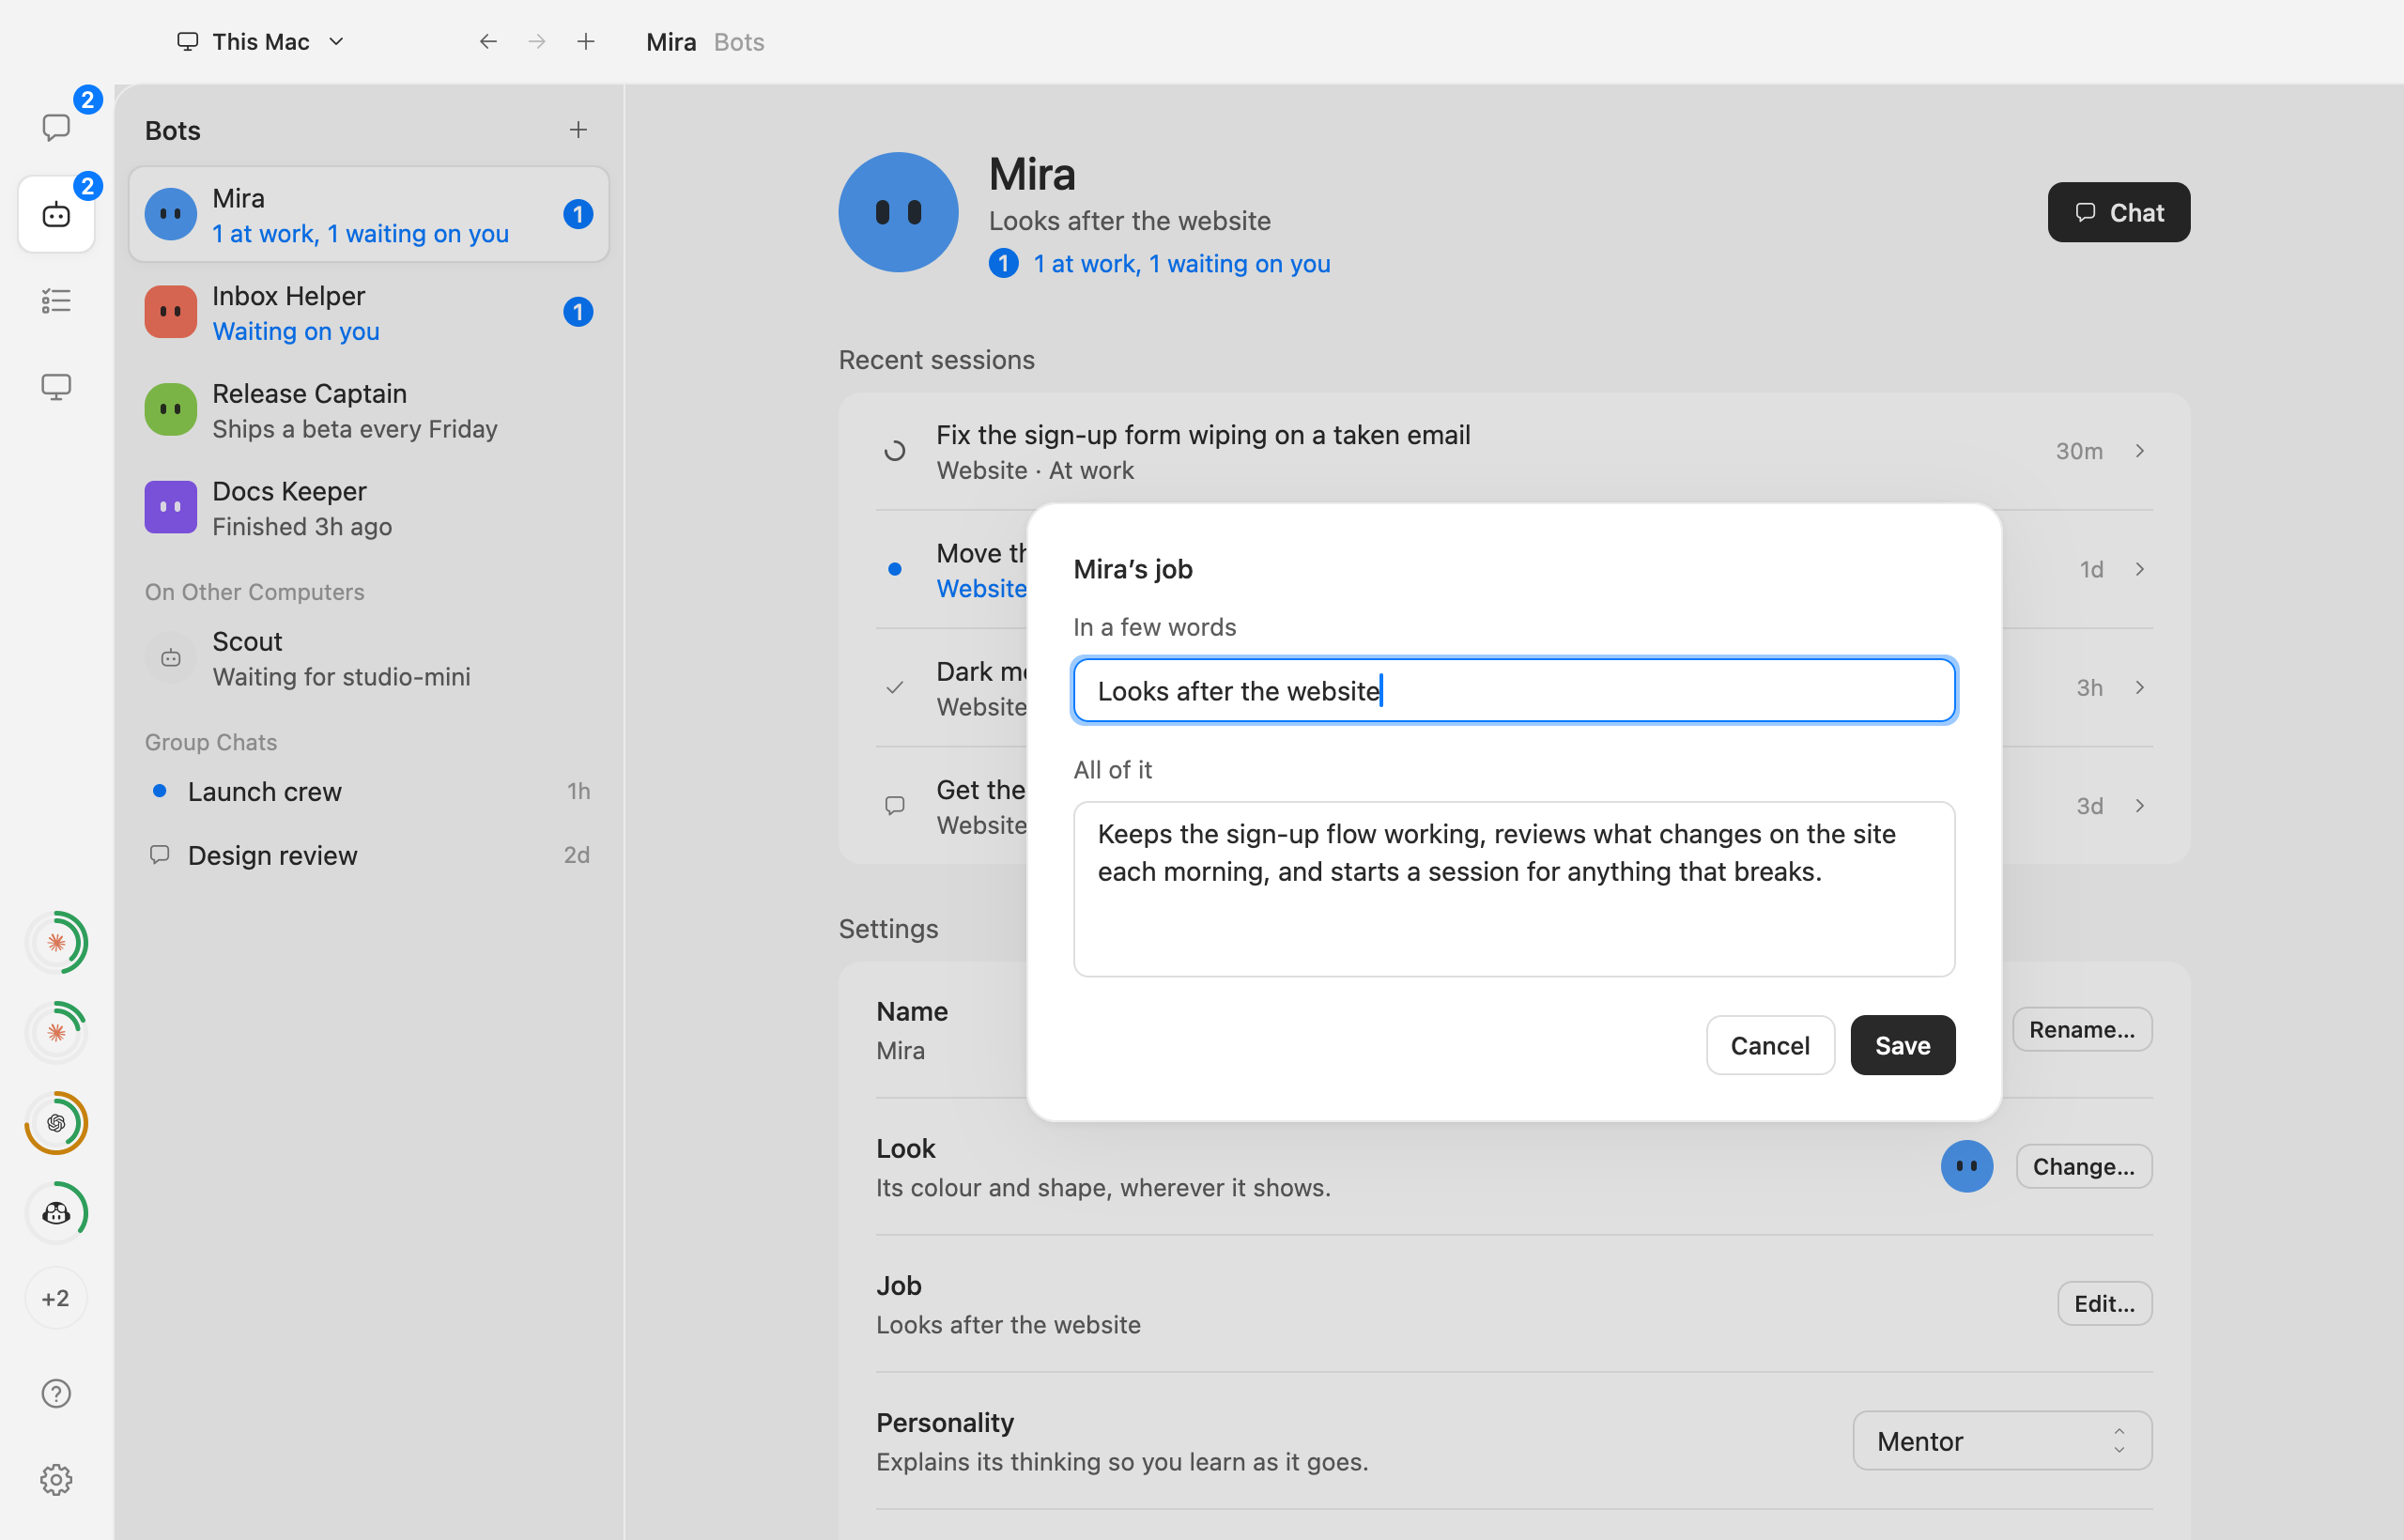 This Mac
Mira Bots
2
2
Bots
Mira
1 at work, 1 waiting on you
1
Inbox Helper
Waiting on you
1
Release Captain
Ships a beta every Friday
Docs Keeper
Finished 3h ago
On Other Computers
Scout
Waiting for studio-mini
Group Chats
Launch crew 1h
Design review 2d
+2
Mira
Looks after the website
1 1 at work, 1 waiting on you
Chat
Recent sessions
Fix the sign-up form wiping on a taken email
Website · At work
30m
Move
Website
1d
Dark
Website
3h
Get the
Website
3d
Mira’s job
In a few words
Looks after the website
All of it
Keeps the sign-up flow working, reviews what changes on the site
each morning, and starts a session for anything that breaks.
Cancel Save
Settings
Name
Mira
Rename...
Look
Its colour and shape, wherever it shows.
Change...
Job
Looks after the website
Edit...
Personality
Explains its thinking so you learn as it goes.
Mentor